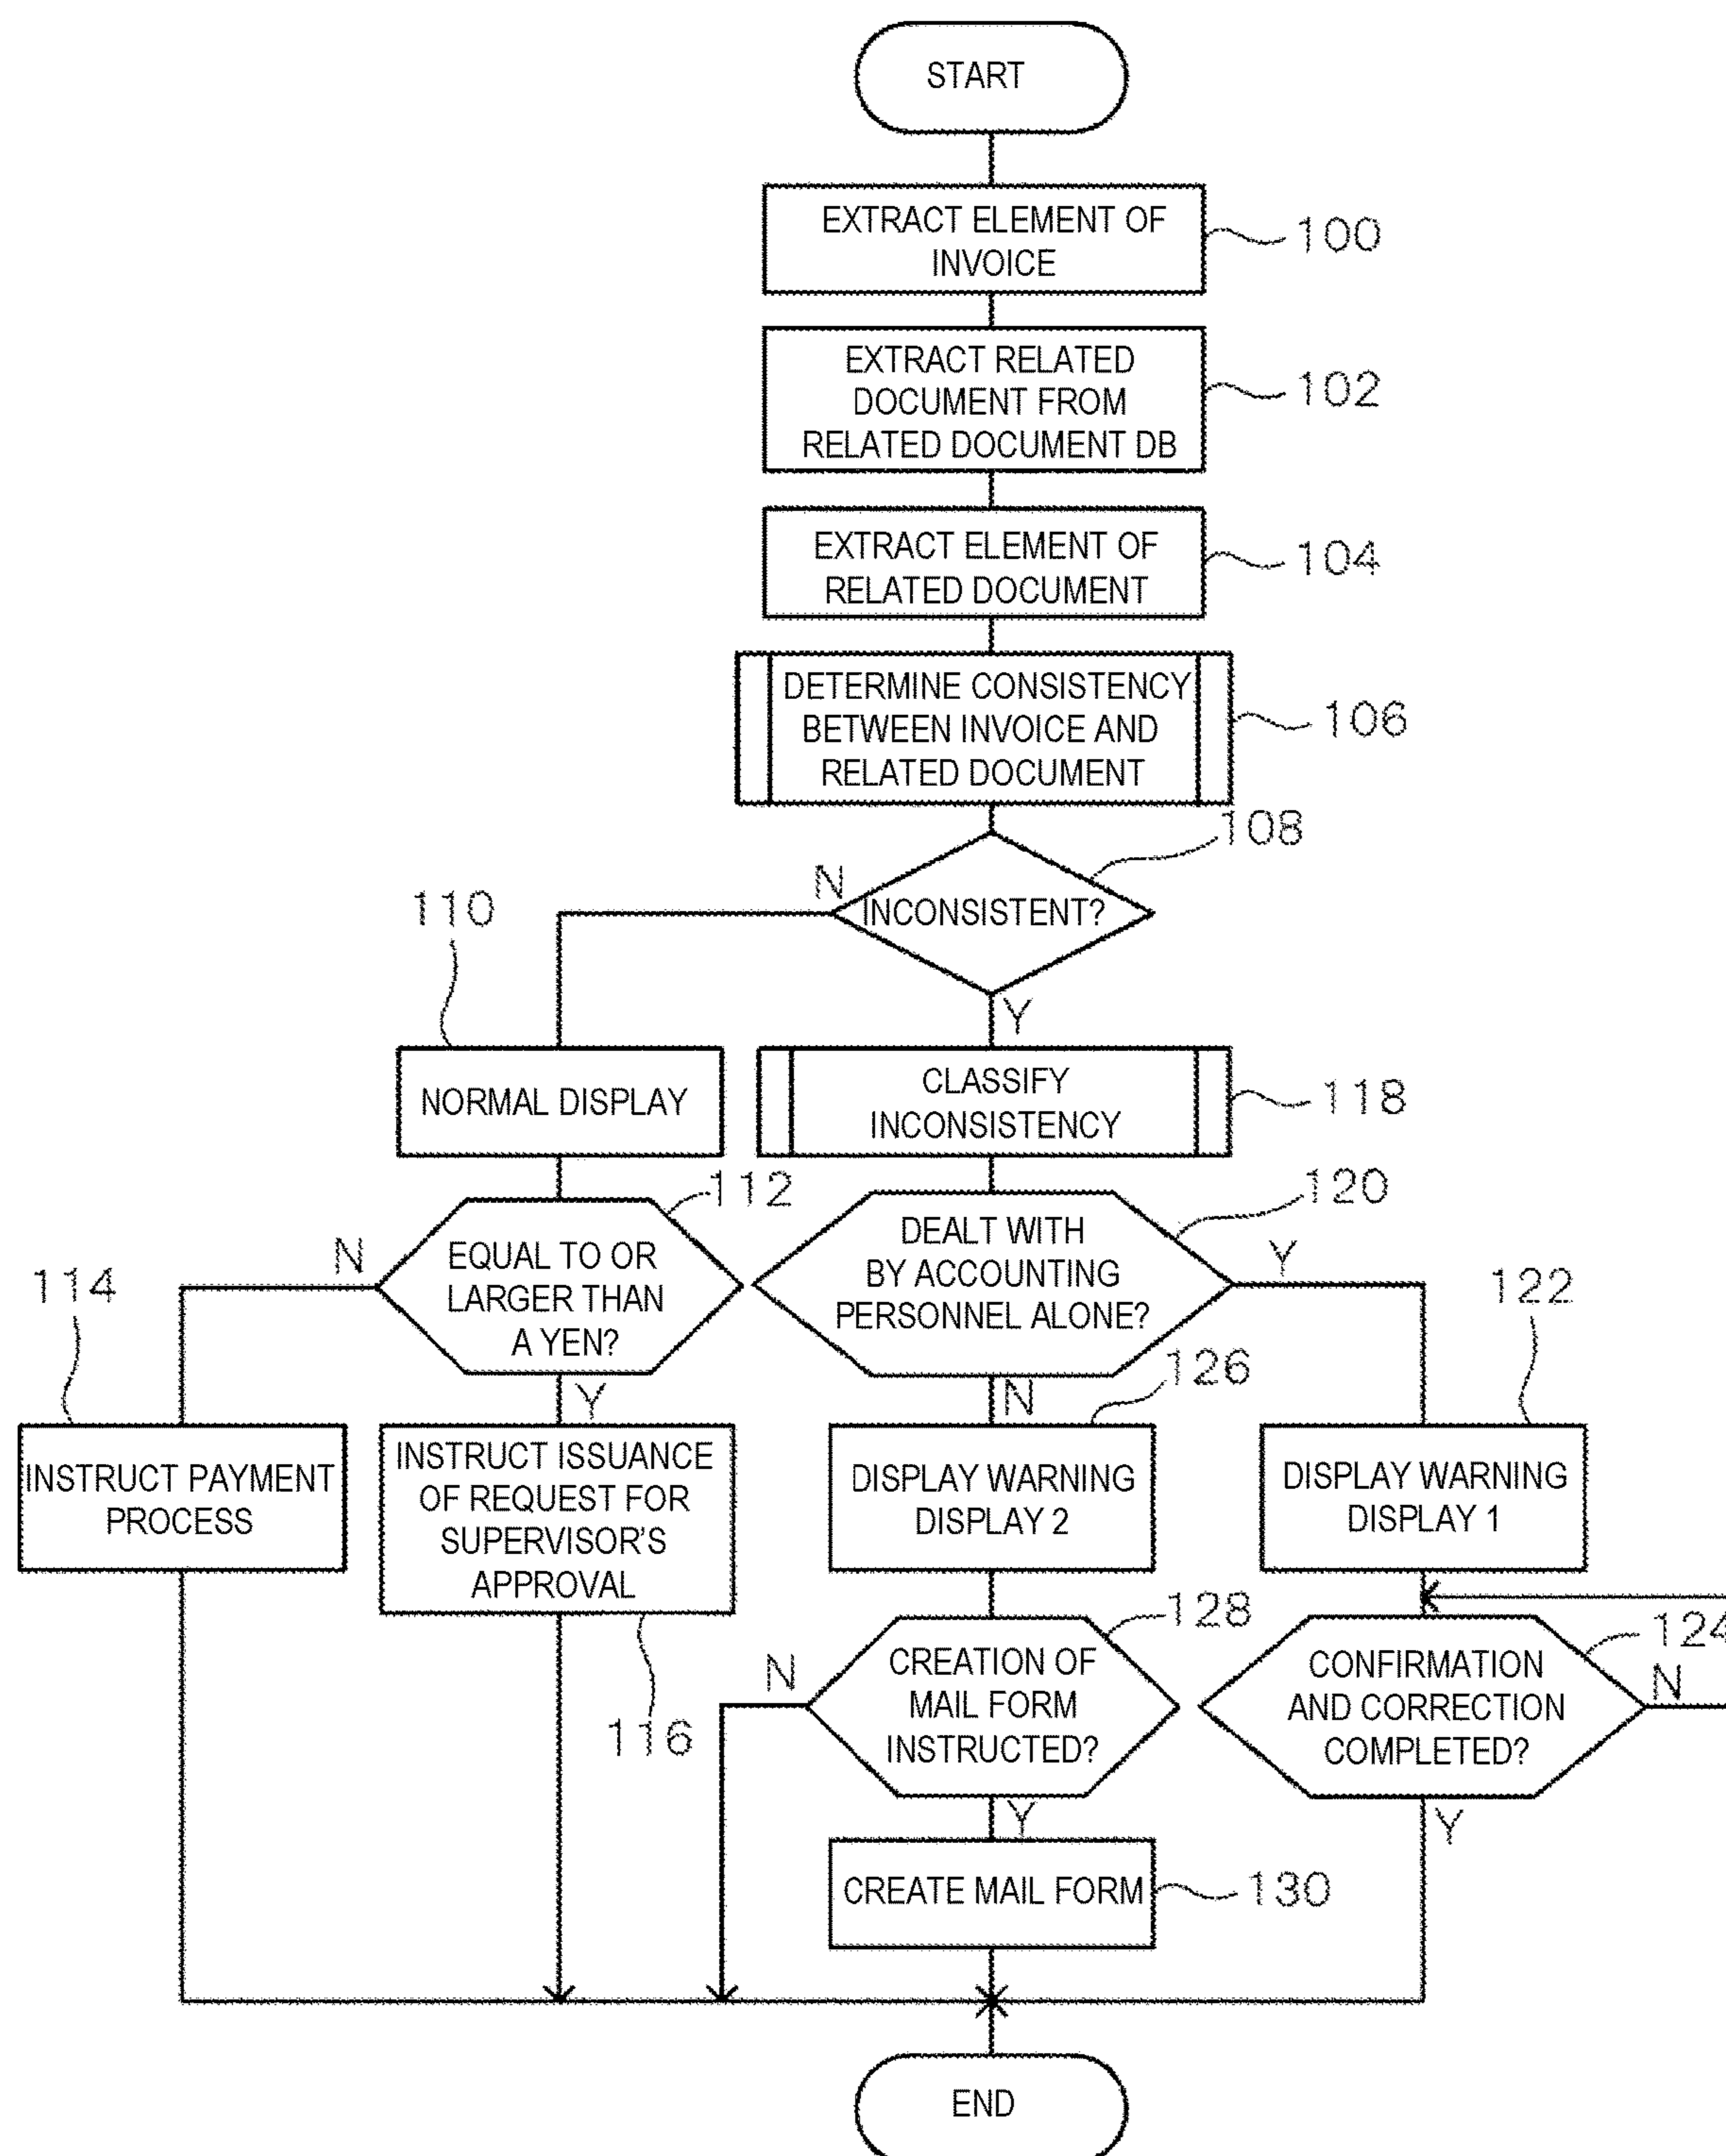 START
EXTRACT ELEMENT OF
INVOICE
100
EXTRACT RELATED
DOCUMENT FROM
RELATED DOCUMENT DB
102
EXTRACT ELEMENT OF
RELATED DOCUMENT
104
DETERMINE CONSISTENCY
BETWEEN INVOICE AND
RELATED DOCUMENT
106
108
INCONSISTENT?
N
Y
110
NORMAL DISPLAY
CLASSIFY
INCONSISTENCY
118
112
EQUAL TO OR
LARGER THAN
A YEN?
N
Y
120
DEALT WITH
BY ACCOUNTING
PERSONNEL ALONE?
Y
N
114
INSTRUCT PAYMENT
PROCESS
INSTRUCT ISSUANCE
OF REQUEST FOR
SUPERVISOR'S
APPROVAL
116
126
DISPLAY WARNING
DISPLAY 2
122
DISPLAY WARNING
DISPLAY 1
128
CREATION OF
MAIL FORM
INSTRUCTED?
N
Y
124
CONFIRMATION
AND CORRECTION
COMPLETED?
N
Y
CREATE MAIL FORM
130
END